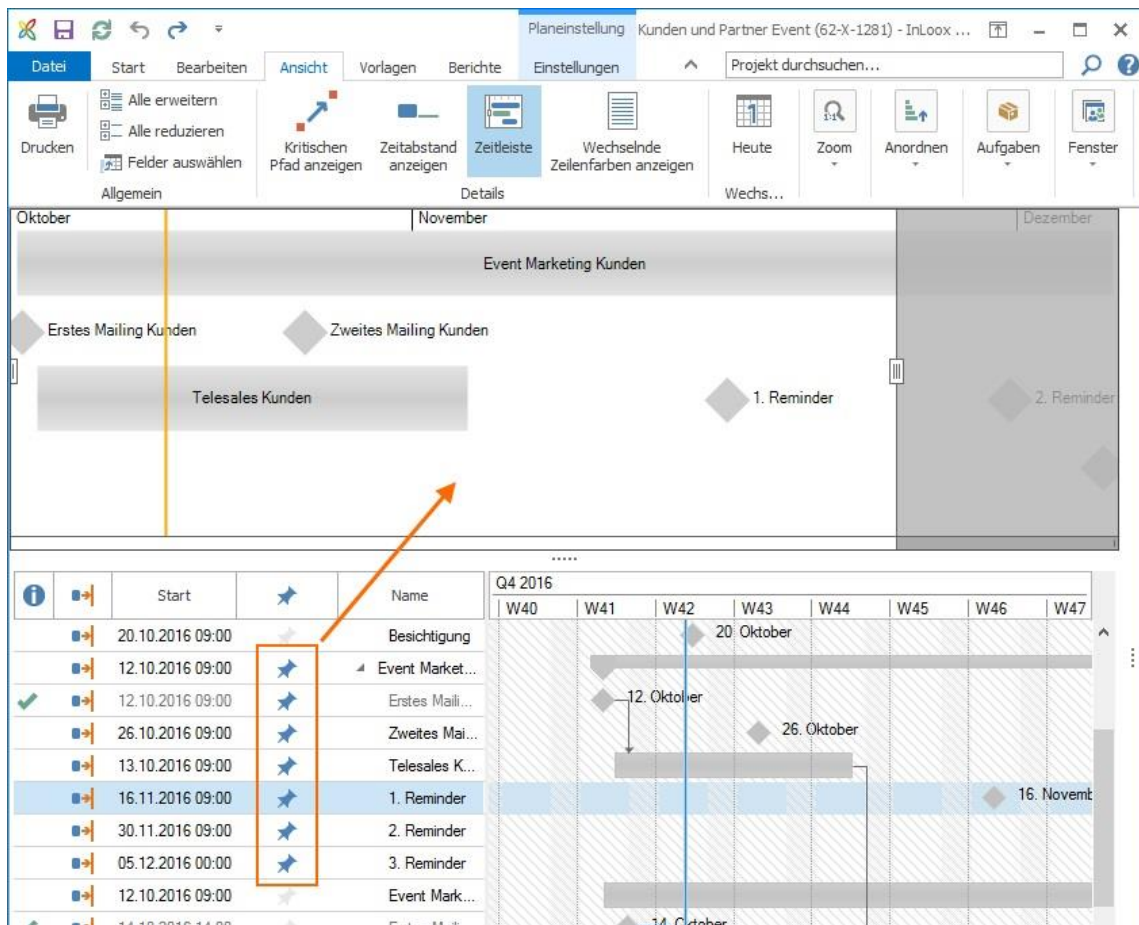 Planeinstellung Kunden und Partner Event (62-X-1281) - InLoox ...
Datei Start Bearbeiten Ansicht Vorlagen Berichte Einstellungen Projekt durchsuchen...
Drucken
Alle erweitern
Alle reduzieren
Felder auswählen
Kritischen Pfad anzeigen
Zeitabstand anzeigen
Zeitleiste
Wechselnde Zeilenfarben anzeigen
Heute
Zoom
Anordnen
Aufgaben
Fenster
Allgemein Details Wechs...
Oktober November Dezember
Event Marketing Kunden
Erstes Mailing Kunden Zweites Mailing Kunden
Telesales Kunden 1. Reminder 2. Reminder
Start Name Q4 2016
W40 W41 W42 W43 W44 W45 W46 W47
20.10.2016 09:00 Besichtigung 20. Oktober
12.10.2016 09:00 Event Market...
12.10.2016 09:00 Erstes Maili... 12. Oktober
26.10.2016 09:00 Zweites Mai... 26. Oktober
13.10.2016 09:00 Telesales K...
16.11.2016 09:00 1. Reminder 16. Novemb
30.11.2016 09:00 2. Reminder
05.12.2016 00:00 3. Reminder
12.10.2016 09:00 Event Mark...
14. Oktober